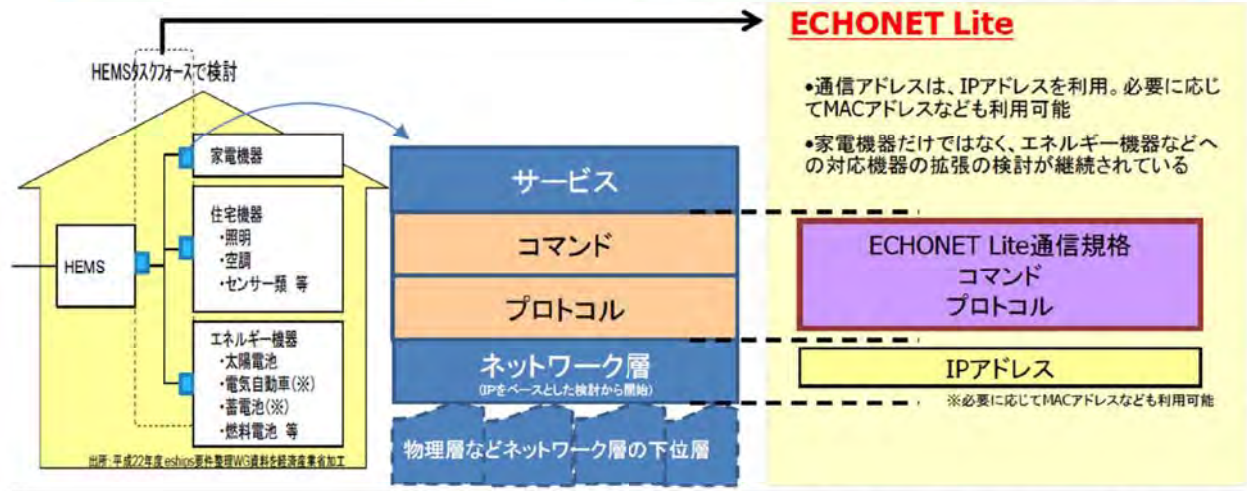 HEMSタスクフォースで検討
HEMS
家電機器
住宅機器
・照明
・空調
・センサー類 等
エネルギー機器
・太陽電池
・電気自動車(※)
・蓄電池(※)
・燃料電池 等
出所:平成22年度eships要件整理WG資料を経済産業省加工
サービス
コマンド
プロトコル
ネットワーク層
(IPをベースとした検討から開始)
物理層などネットワーク層の下位層
ECHONET Lite
•通信アドレスは、IPアドレスを利用。必要に応じ
てMACアドレスなども利用可能
•家電機器だけではなく、エネルギー機器などへ
の対応機器の拡張の検討が継続されている
ECHONET Lite通信規格
コマンド
プロトコル
IPアドレス
※必要に応じてMACアドレスなども利用可能